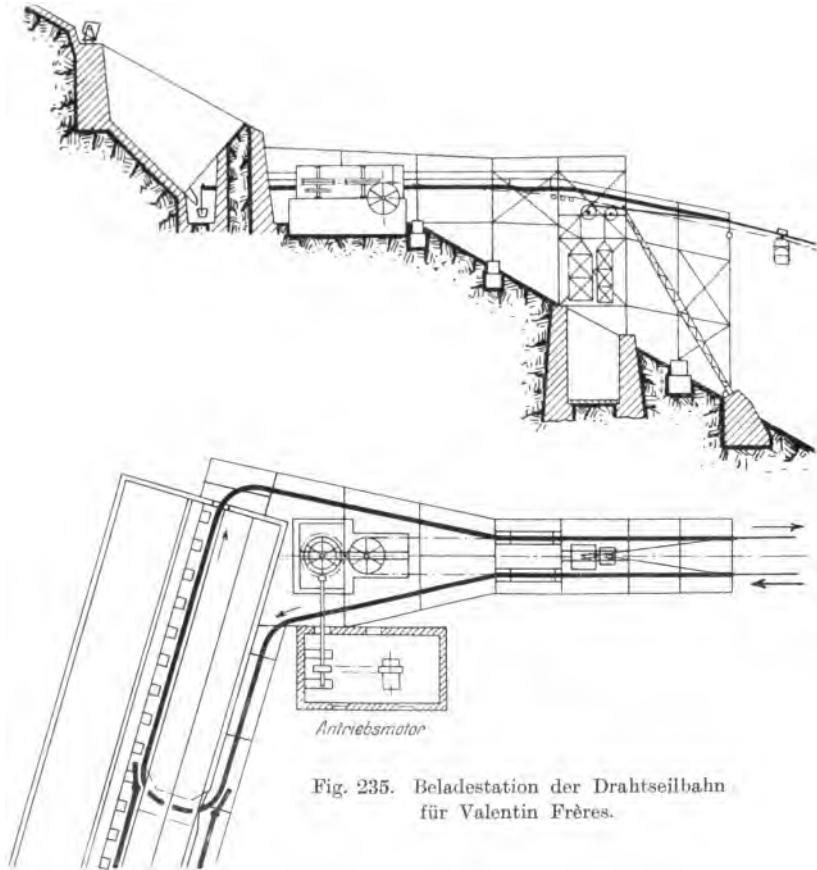 Antriebsmotor
Fig. 235. Beladestation der Drahtseilbahn
für Valentin Frères.